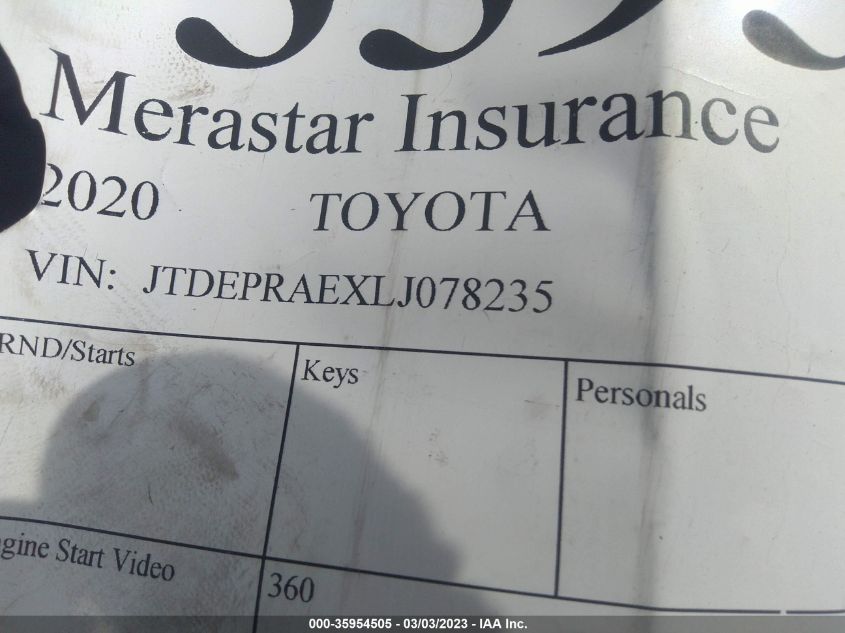 Merastar Insurance
2020 TOYOTA
VIN: JTDEPRAEXLJ078235
RND/Starts Keys Personals
gine Start Video 360
000-35954505 - 03/03/2023 - IAA Inc.